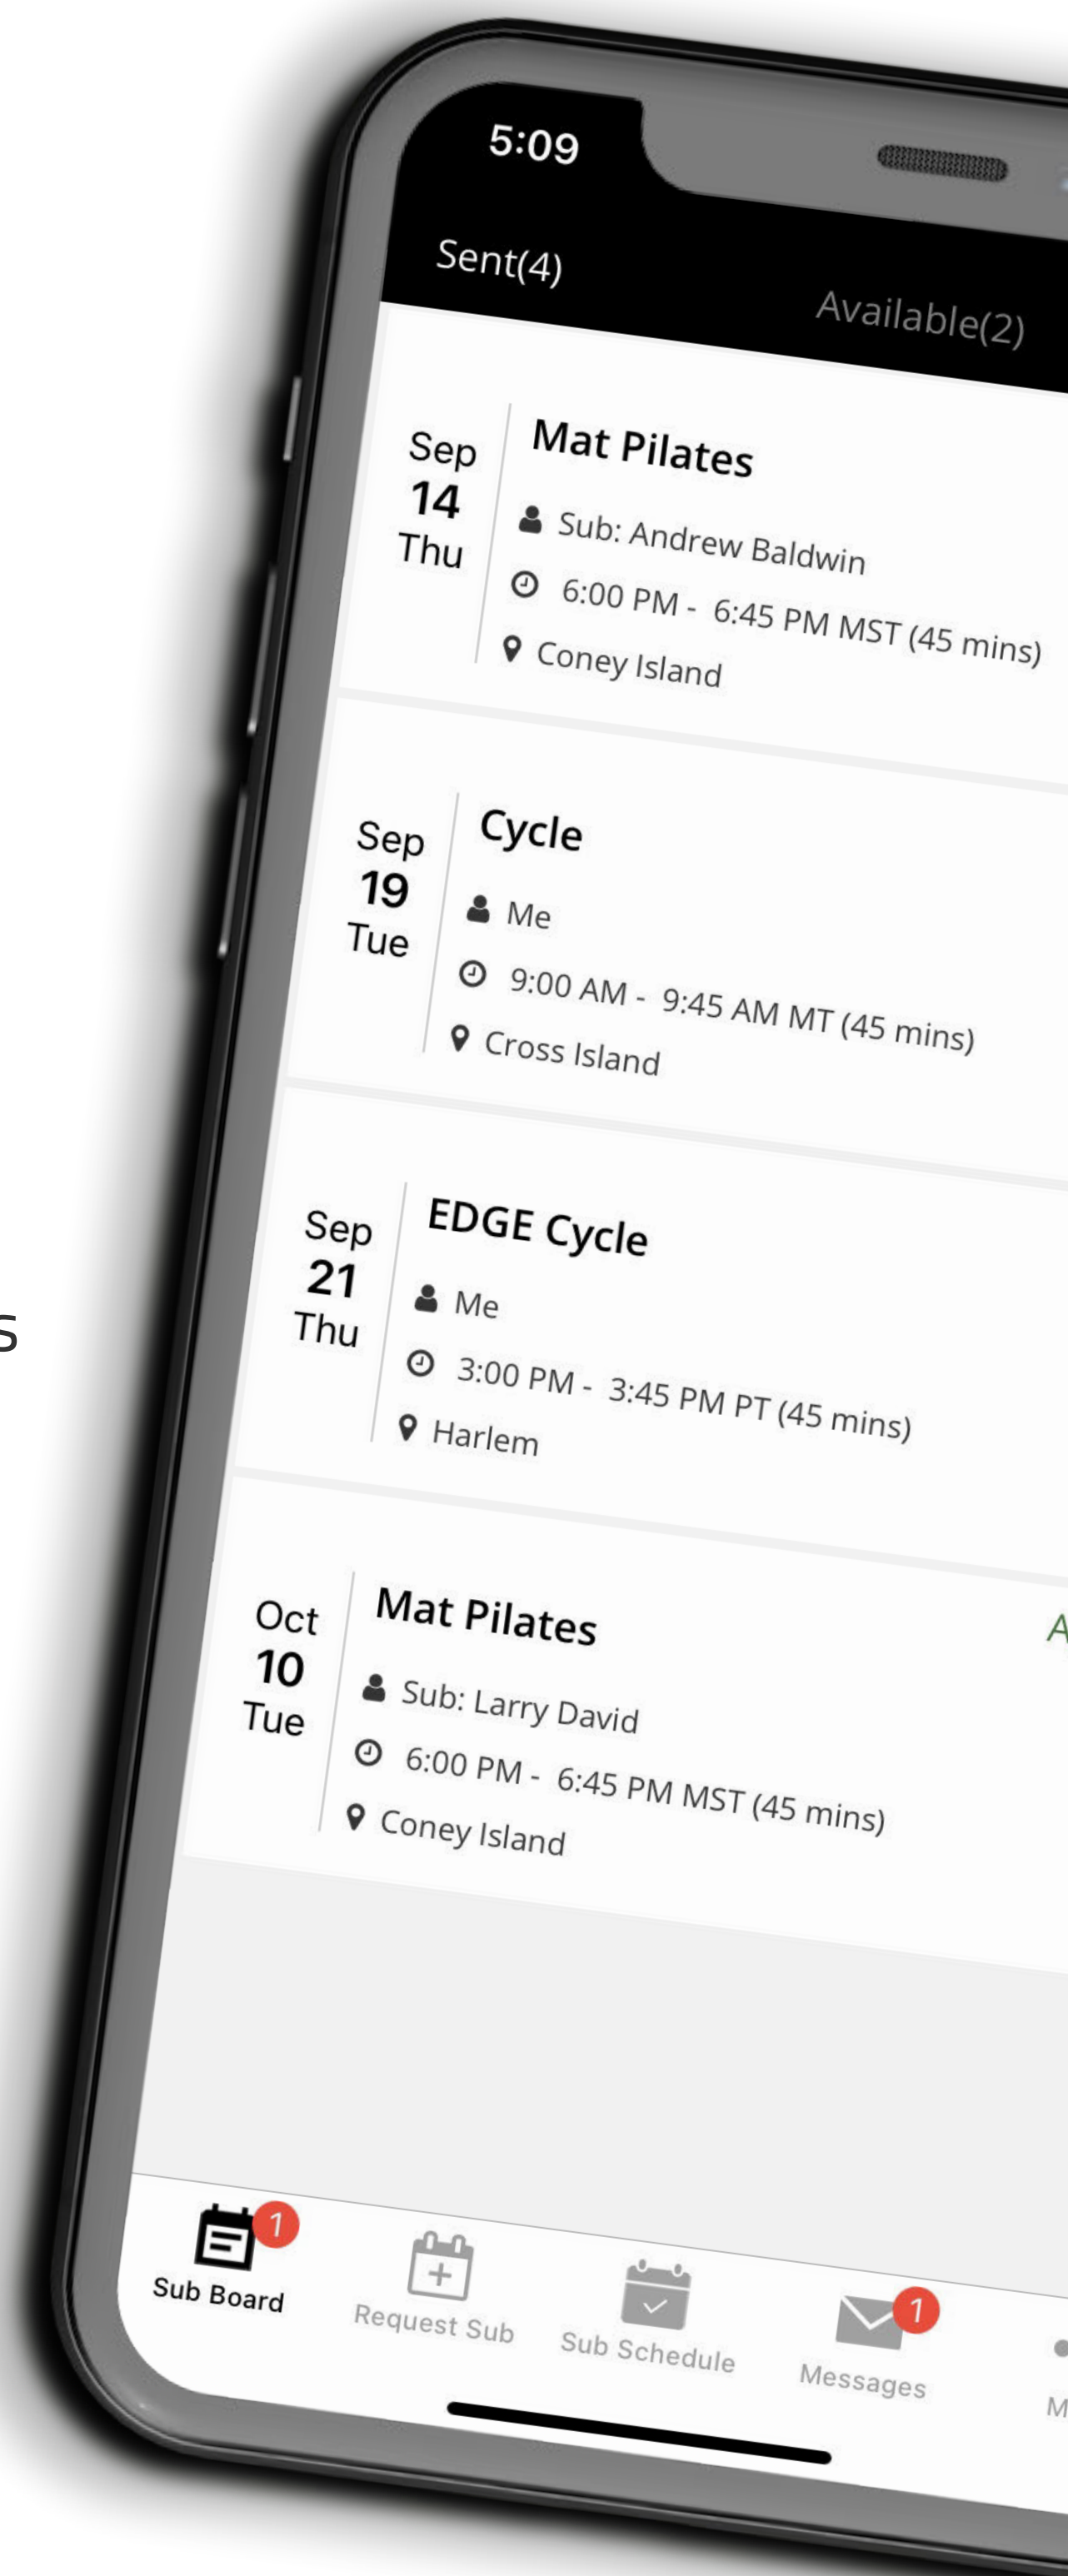 5:09
Sent(4)
Available(2)
Sep
14
Thu
Mat Pilates
Sub: Andrew Baldwin
6:00 PM - 6:45 PM MST (45 mins)
Coney Island
Sep
19
Tue
Cycle
Me
9:00 AM - 9:45 AM MT (45 mins)
Cross Island
Sep
21
Thu
EDGE Cycle
Me
3:00 PM - 3:45 PM PT (45 mins)
Harlem
s
Oct
10
Tue
Mat Pilates
A
Sub: Larry David
6:00 PM - 6:45 PM MST (45 mins)
Coney Island
1
Sub Board
Request Sub
Sub Schedule
1
Messages
M